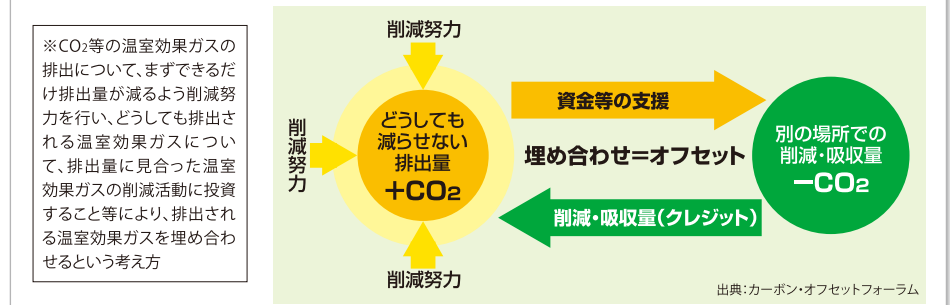 ※CO2等の温室効果ガスの
排出について、まずできるだ
け排出量が減るよう削減努
力を行い、どうしても排出さ
れる温室効果ガスについ
て、排出量に見合った温室
効果ガスの削減活動に投資
すること等により、排出され
る温室効果ガスを埋め合わ
せるという考え方
削減努力
削減努力
どうしても
減らせない
排出量
+CO2
削減努力
資金等の支援
埋め合わせ=オフセット
削減・吸収量(クレジット)
別の場所での
削減・吸収量
−CO2
出典:カーボン・オフセットフォーラム